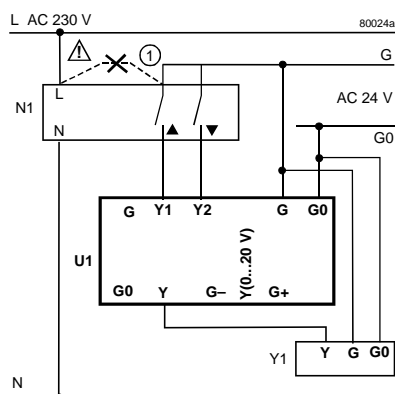 L AC 230 V
80024a
1
G
L
N1
AC 24 V
N
G0
G Y1 Y2 G G0
U1
Y(0...20 V)
G0 Y G– G+
Y1
Y G G0
N